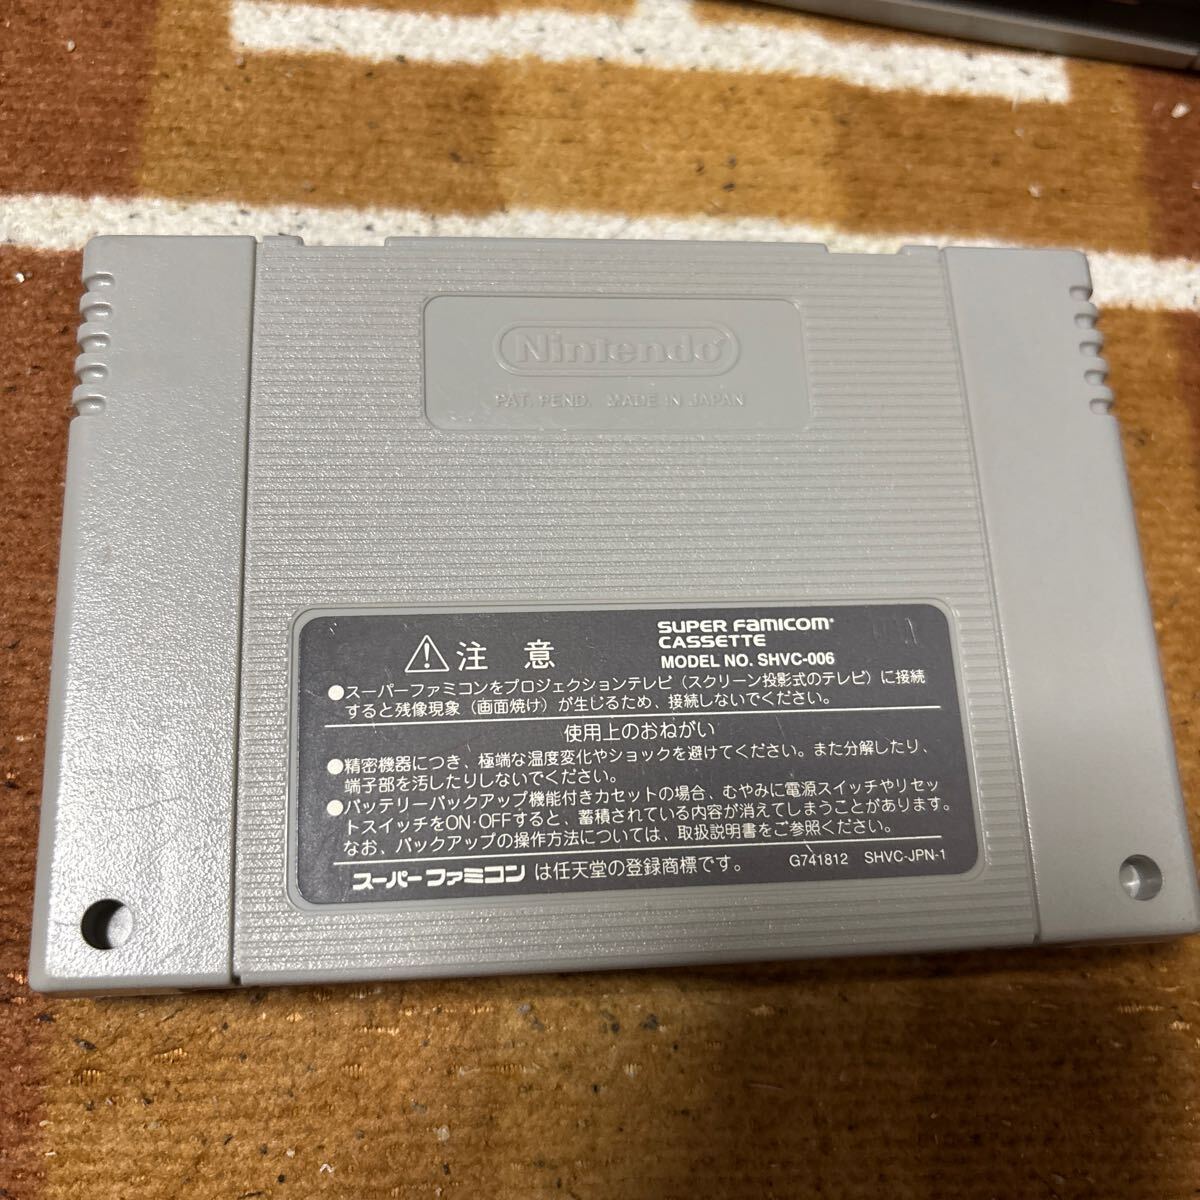 Nintendo
PAT. PEND. MADE IN JAPAN
SUPER FAMICOM
CASSETTE
MODEL NO. SHVC-006
⚠注 意
●スーパーファミコンをプロジェクションテレビ（スクリーン投影式のテレビ）に接続
すると残像現象（画面焼け）が生じるため、接続しないでください。
使用上のおねがい
●精密機器につき、極端な温度変化やショックを避けてください。また分解したり、
端子部を汚したりしないでください。
●バッテリーバックアップ機能付きカセットの場合、むやみに電源スイッチやリセッ
トスイッチをON・OFFすると、蓄積されている内容が消えてしまうことがあります。
なお、バックアップの操作方法については、取扱説明書をご参照ください。
スーパーファミコン は任天堂の登録商標です。 G741812 SHVC-JPN-1